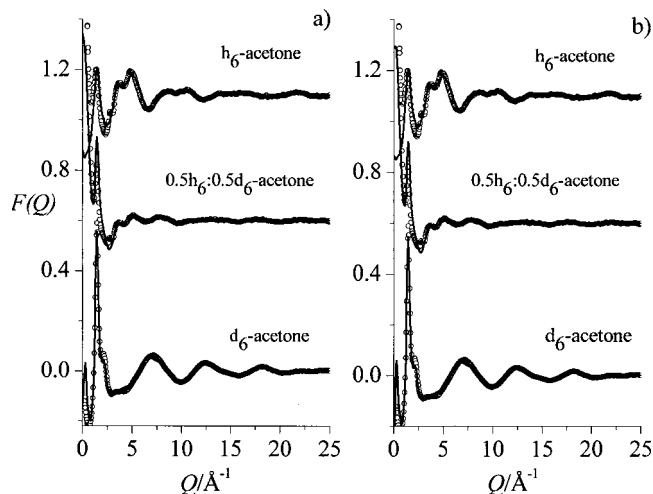 a)
h6-acetone
1.2
0.5h6:0.5d6-acetone
0.8
F(Q)
0.4
d6-acetone
0.0
0 5 10 15 20 25
Q/Å-1
b)
h6-acetone
1.2
0.5h6:0.5d6-acetone
0.8
0.4
d6-acetone
0.0
0 5 10 15 20 25
Q/Å-1